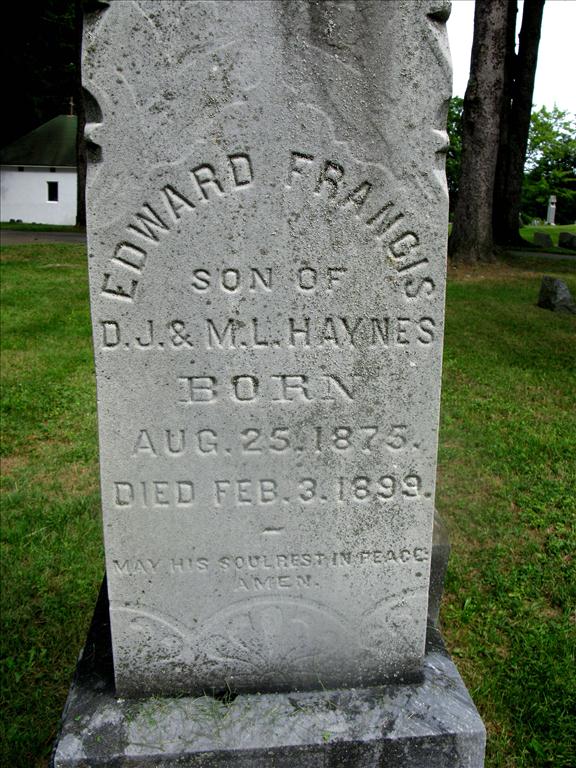 EDWARD FRANCIS
SON OF
D.J. & M.L. HAYNES
BORN
AUG. 25. 1875.
DIED FEB. 3. 1899.
MAY HIS SOUL REST IN PEACE
AMEN.